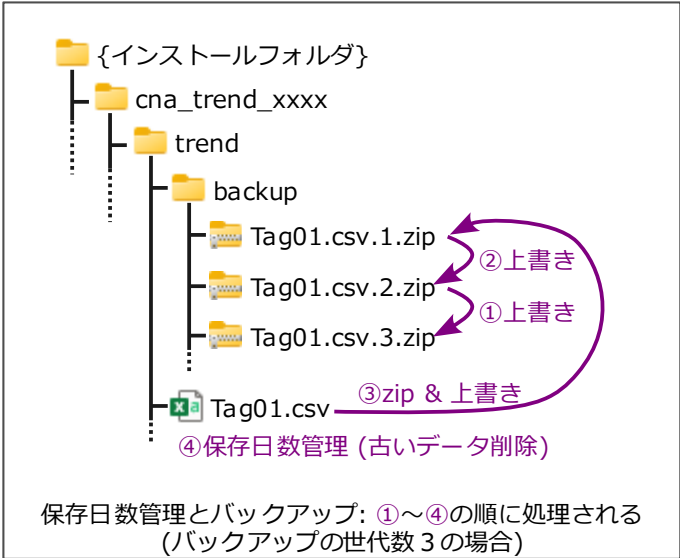 {インストールフォルダ}
cna_trend_xxxx
trend
backup
Tag01.csv.1.zip
②上書き
Tag01.csv.2.zip
①上書き
Tag01.csv.3.zip
③zip & 上書き
Tag01.csv
④保存日数管理 (古いデータ削除)
保存日数管理とバックアップ: ①～④の順に処理される
(バックアップの世代数３の場合)